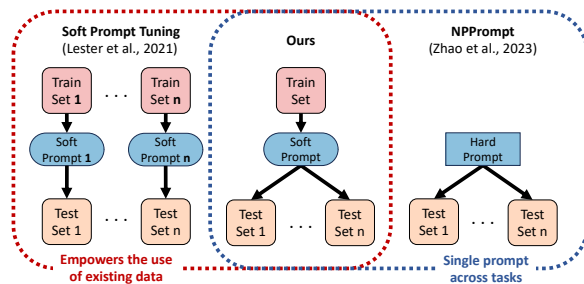 Soft Prompt Tuning
(Lester et al., 2021)
Train
Set 1
. . .
Train
Set n
Soft
Prompt 1
Soft
Prompt n
Test
Set 1
. . .
Test
Set n
Empowers the use
of existing data
Ours
Train
Set
Soft
Prompt
Test
Set 1
. . .
Test
Set n
NPPrompt
(Zhao et al., 2023)
Hard
Prompt
Test
Set 1
. . .
Test
Set n
Single prompt
across tasks